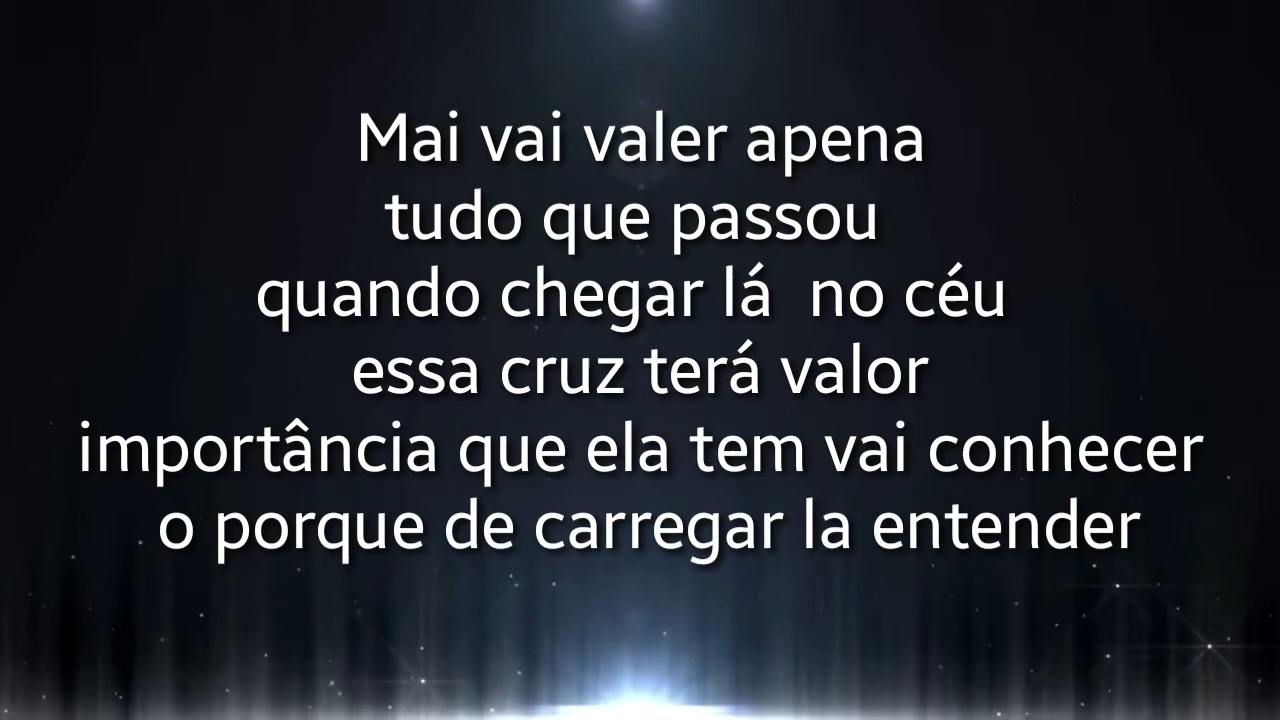 Mai vai valer apena
tudo que passou
quando chegar lá  no céu
essa cruz terá valor
importância que ela tem vai conhecer
o porque de carregar la entender